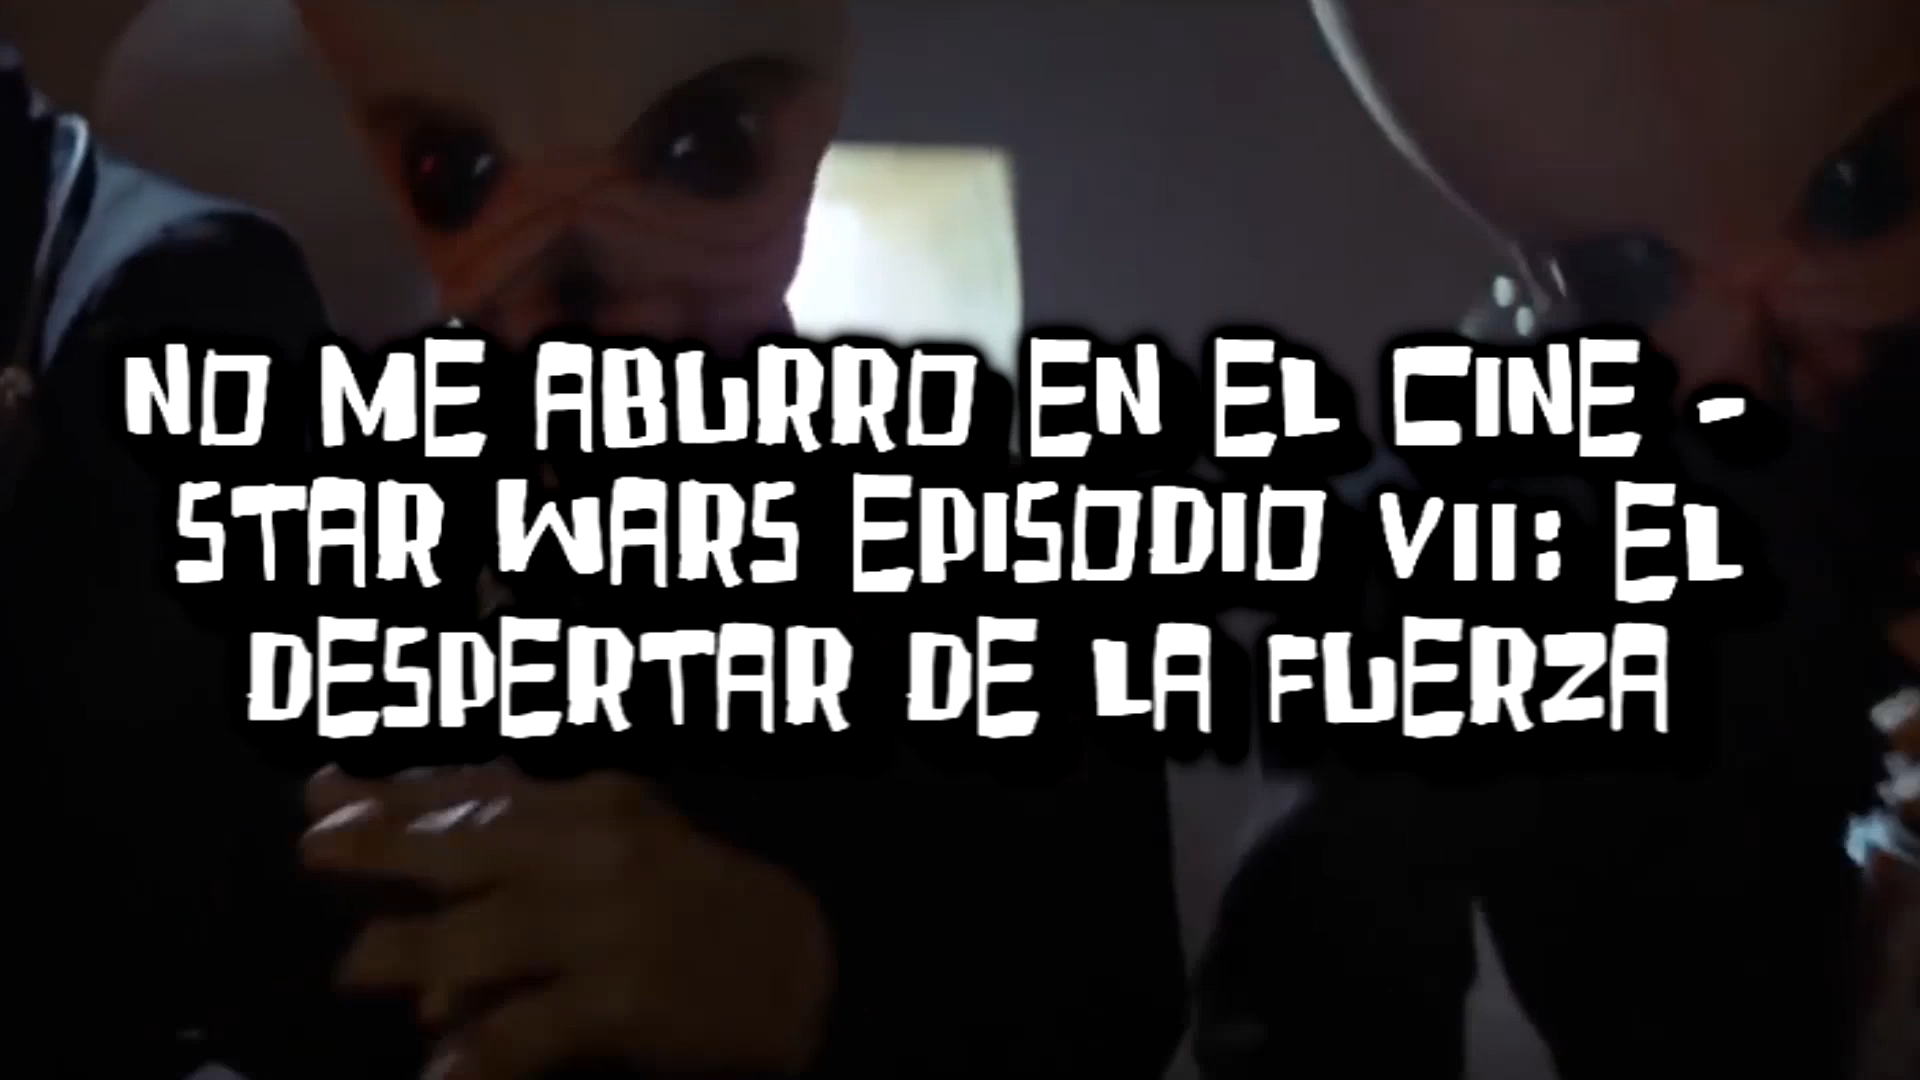 NO ME ABURRO EN EL CINE -
STAR WARS EPISODIO VII: EL
DESPERTAR DE LA FUERZA